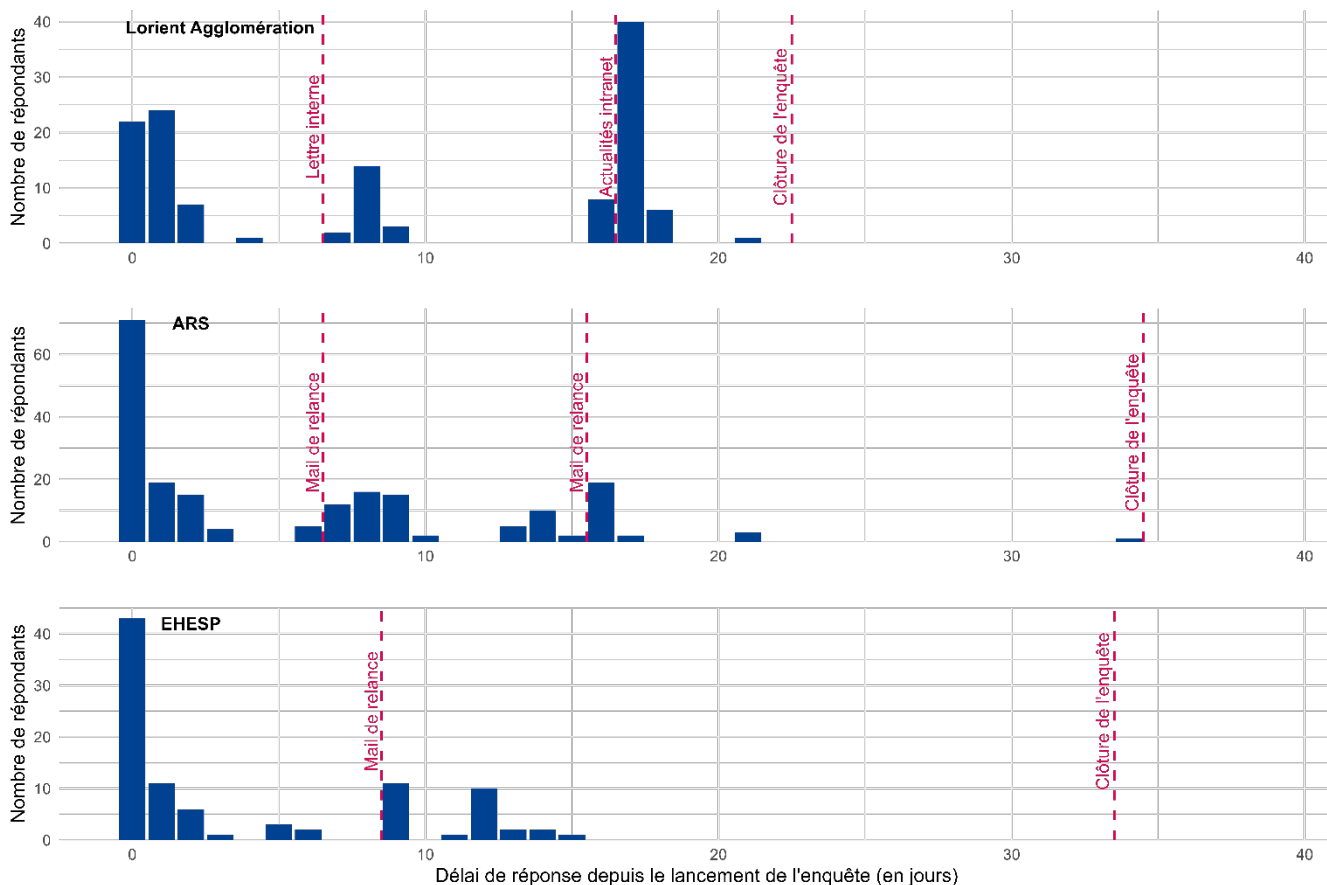 Lorient Agglomération
Nombre de répondants
40
30
20
10
0
Lettre interne
Actualités intranet
Clôture de l'enquête
0 10 20 30 40
ARS
Nombre de répondants
60
40
20
0
Mail de relance
Mail de relance
Clôture de l'enquête
0 10 20 30 40
EHESP
Nombre de répondants
40
30
20
10
0
Mail de relance
Clôture de l'enquête
0 10 20 30 40
Délai de réponse depuis le lancement de l'enquête (en jours)